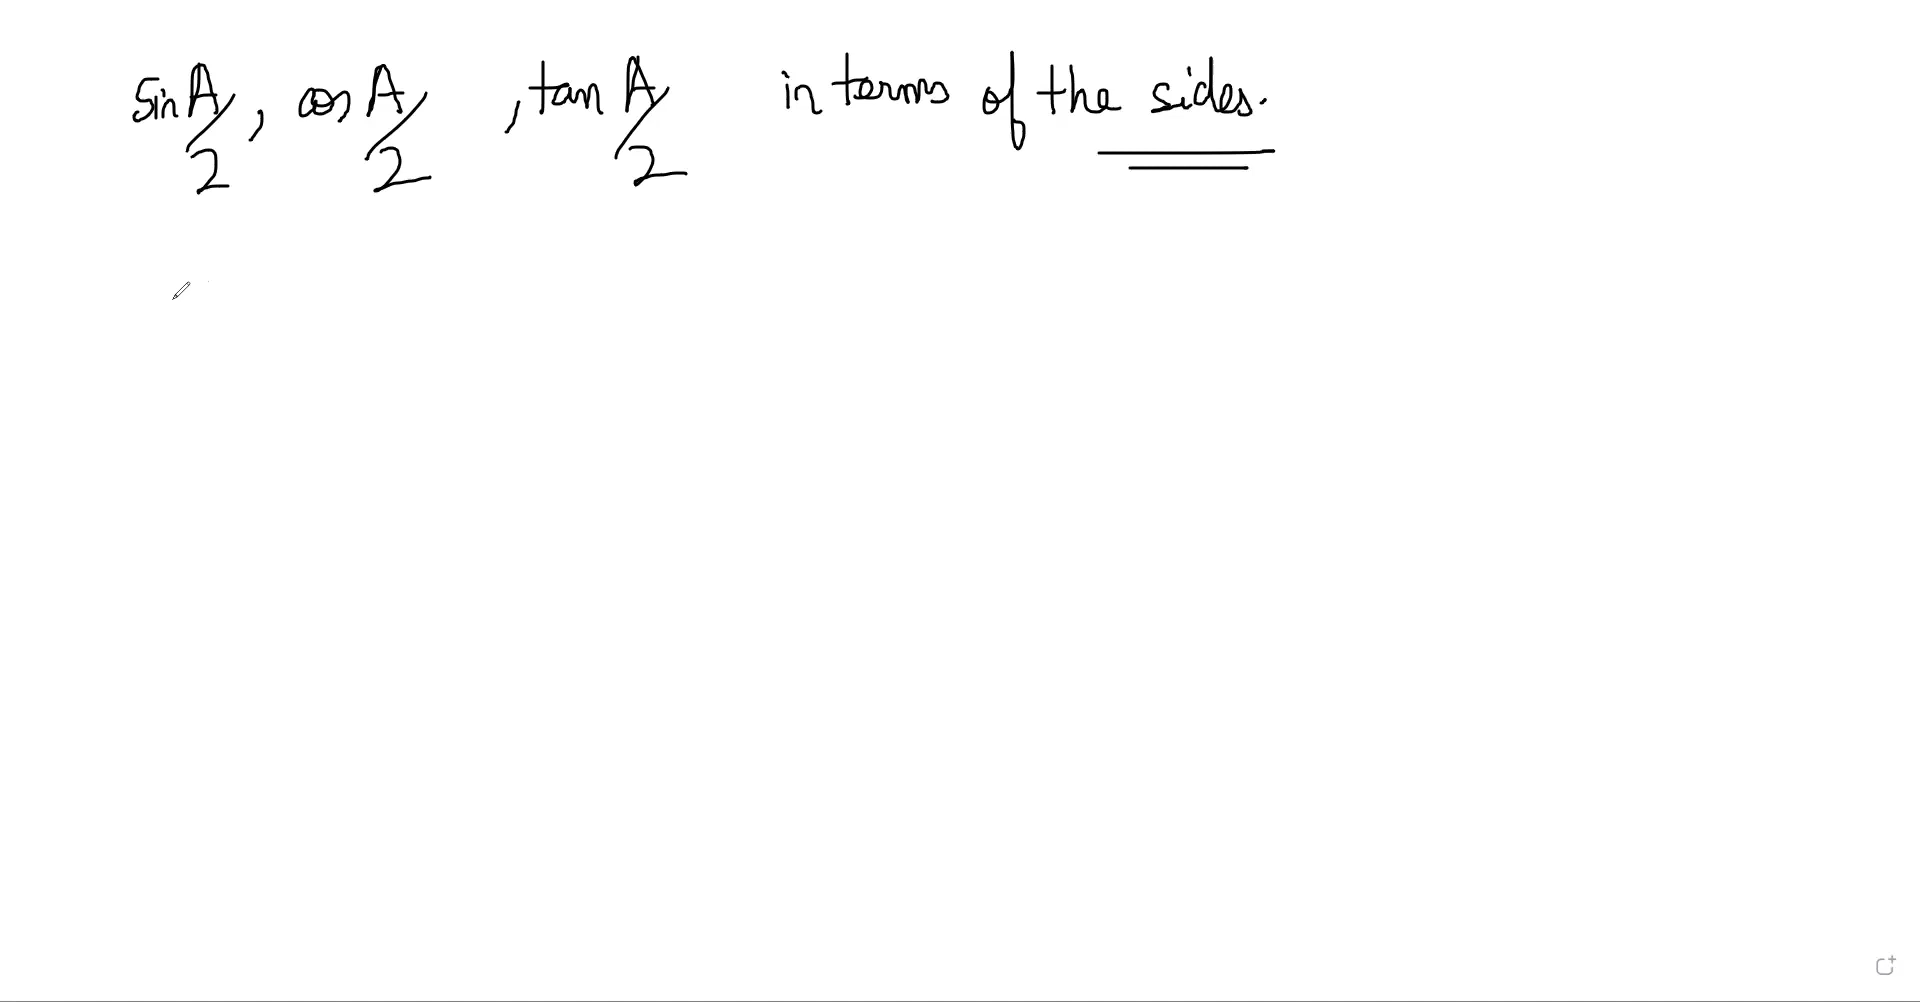 sin A/2, cos A/2, tan A/2 in terms of the sides.